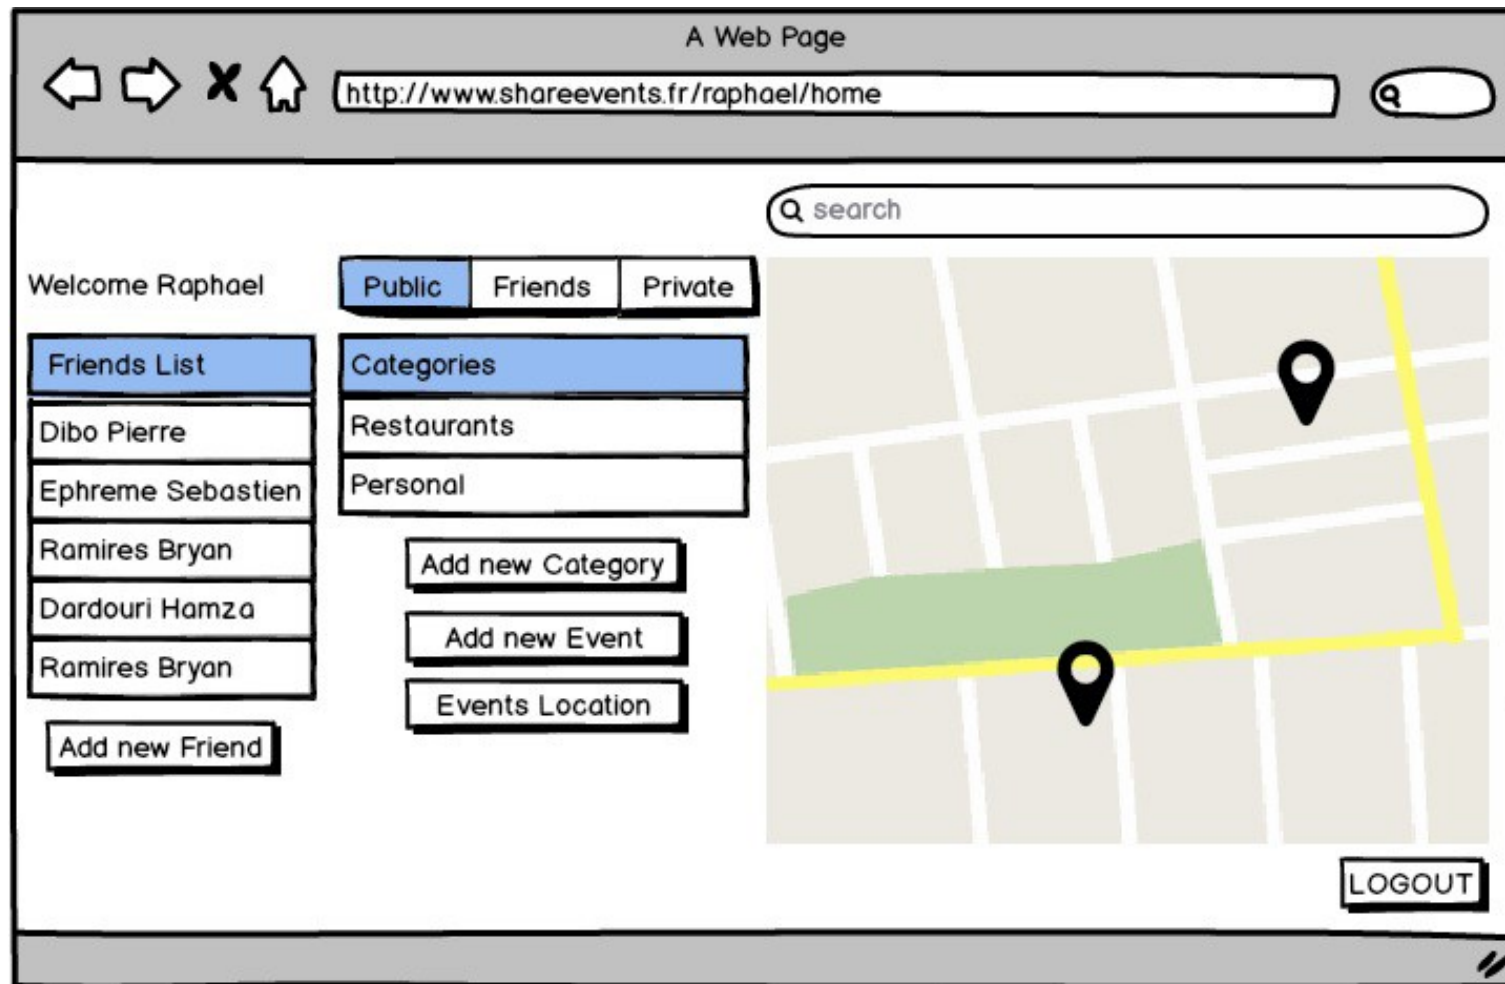 A Web Page
http://www.shareevents.fr/raphael/home
search
Welcome Raphael
Public Friends Private
Friends List
Dibo Pierre
Ephreme Sebastien
Ramires Bryan
Dardouri Hamza
Ramires Bryan
Add new Friend
Categories
Restaurants
Personal
Add new Category
Add new Event
Events Location
LOGOUT